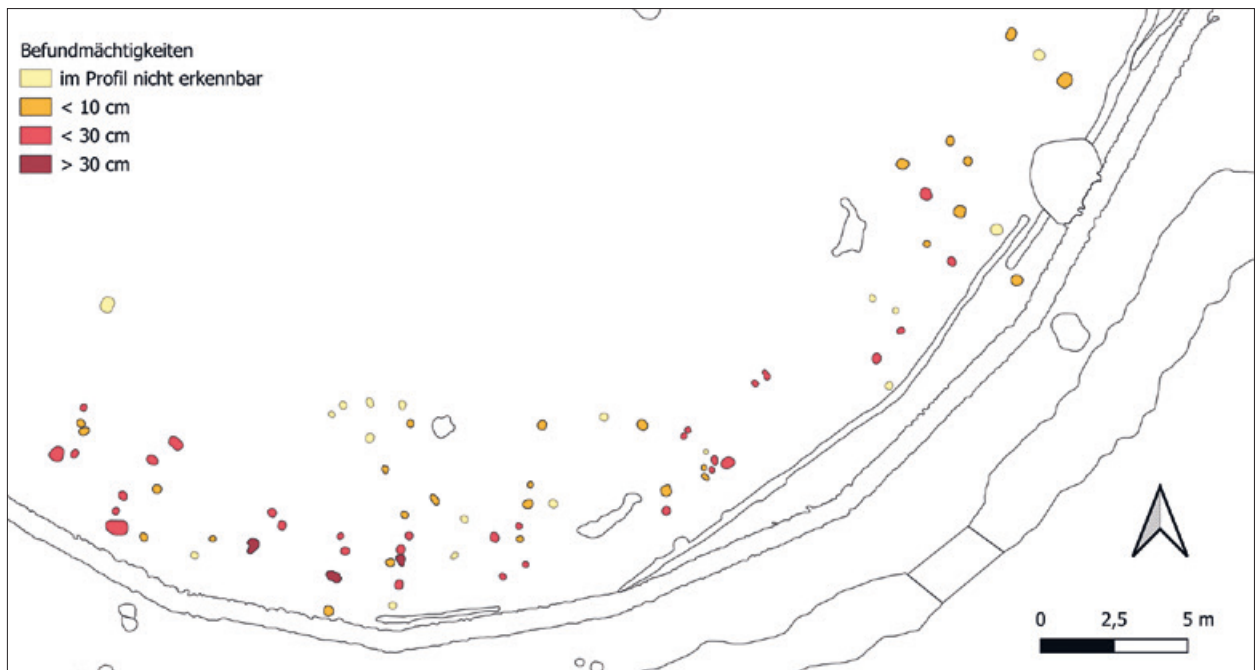 Befundmächtigkeiten
im Profil nicht erkennbar
< 10 cm
< 30 cm
> 30 cm
0 2,5 5 m